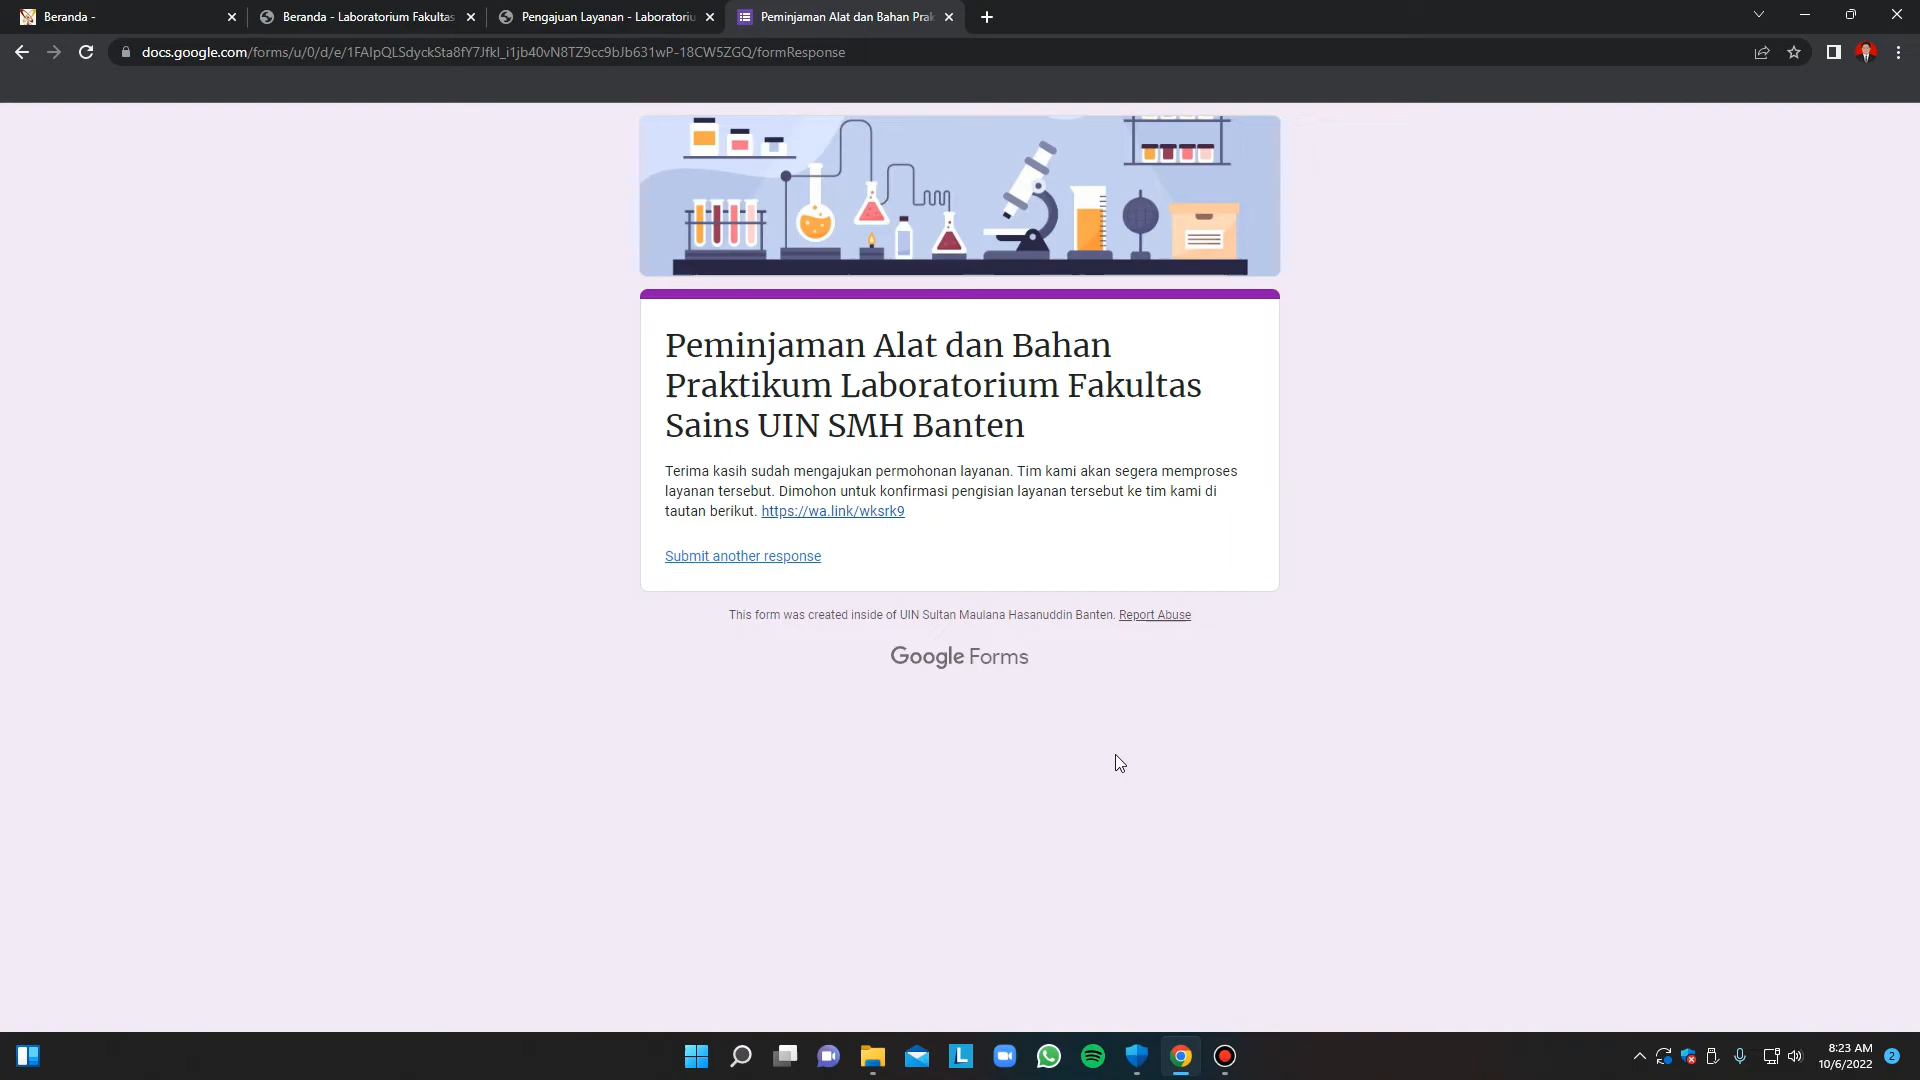 Beranda -
Beranda - Laboratorium Fakultas
Pengajuan Layanan - Laboratoriu
Peminjaman Alat dan Bahan Prak
docs.google.com/forms/u/0/d/e/1FAIpQLSdyckSta8fY7Jfkl_i1jb40vN8TZ9cc9bJb631wP-18CW5ZGQ/formResponse
Peminjaman Alat dan Bahan
Praktikum Laboratorium Fakultas
Sains UIN SMH Banten
Terima kasih sudah mengajukan permohonan layanan. Tim kami akan segera memproses
layanan tersebut. Dimohon untuk konfirmasi pengisian layanan tersebut ke tim kami di
tautan berikut. https://wa.link/wksrk9
Submit another response
This form was created inside of UIN Sultan Maulana Hasanuddin Banten. Report Abuse
Google Forms
L
8:23 AM
10/6/2022
2